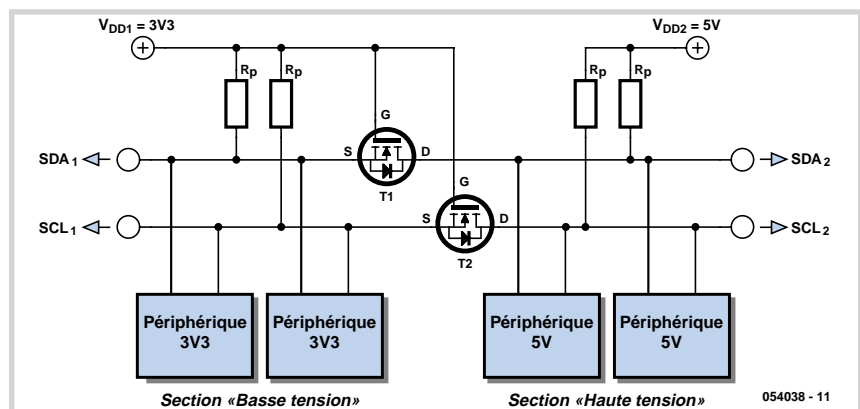 VDD1 = 3V3
VDD2 = 5V
Rp
Rp
Rp
Rp
G
SDA1
S
D
SDA2
T1
G
SCL1
S
D
SCL2
T2
Périphérique
3V3
Périphérique
3V3
Périphérique
5V
Périphérique
5V
Section «Basse tension»
Section «Haute tension»
054038 - 11